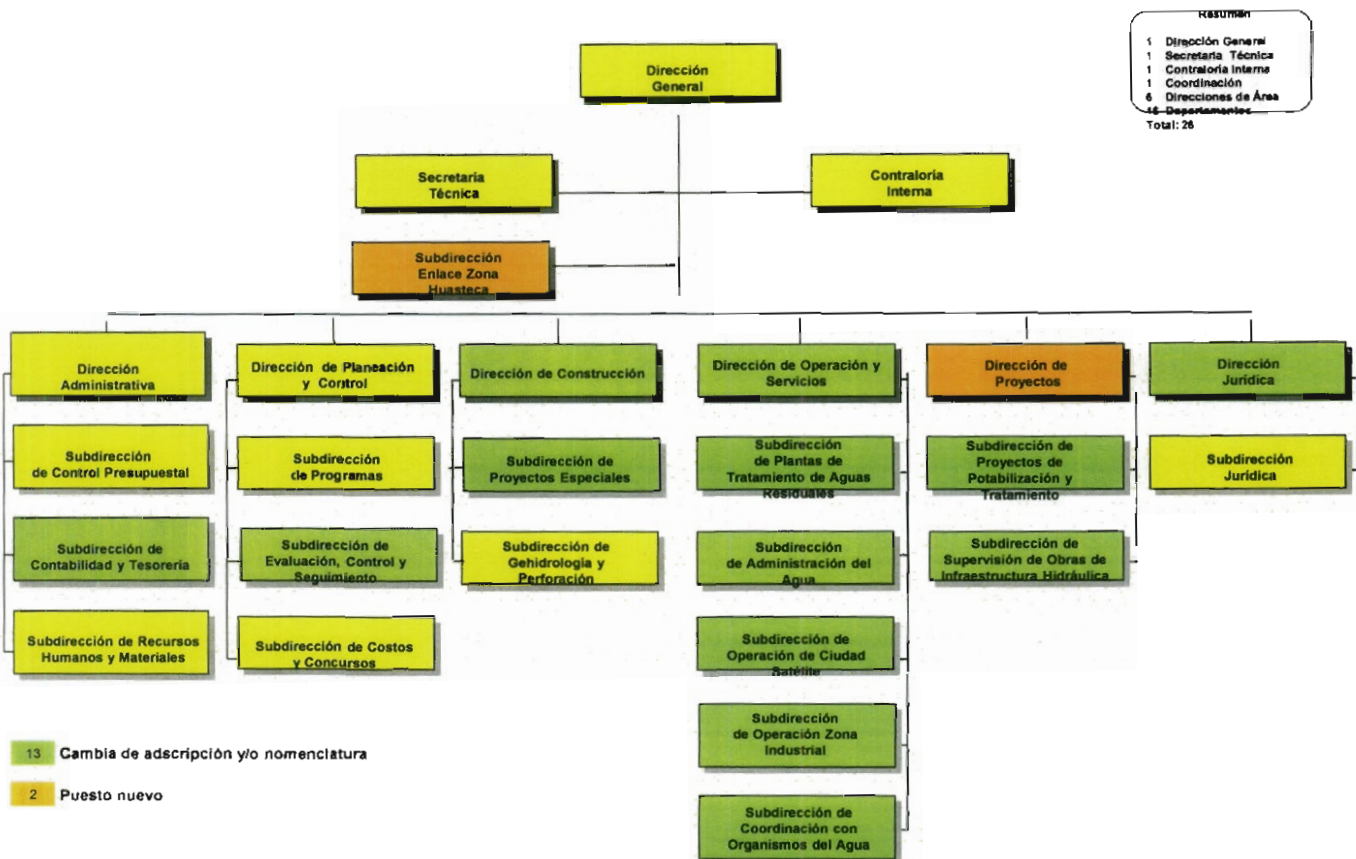 Resumen
1 Dirección General
1 Secretaria Técnica
1 Contraloría Interna
1 Coordinación
6 Direcciones de Área
Departamentos
Total: 26
Dirección
General
Secretaría
Técnica
Contraloría
Interna
Subdirección
Enlace Zona
Huasteca
Dirección
Administrativa
Dirección de Planeación
y Control
Dirección de Construcción
Dirección de Operación y
Servicios
Dirección de
Proyectos
Dirección
Jurídica
Subdirección
de Control Presupuestal
Subdirección
de Programas
Subdirección de
Proyectos Especiales
Subdirección
de Plantas de
Tratamiento de Aguas
Residuales
Subdirección de
Proyectos de
Potabilización y
Tratamiento
Subdirección
Jurídica
Subdirección de
Contabilidad y Tesorería
Subdirección de
Evaluación, Control y
Seguimiento
Subdirección de
Gehidrología y
Perforación
Subdirección
de Administración del
Agua
Subdirección de
Supervisión de Obras de
Infraestructura Hidráulica
Subdirección de Recursos
Humanos y Materiales
Subdirección de Costos
y Concursos
Subdirección de
Operación de Ciudad
Satélite
Subdirección
de Operación Zona
Industrial
Subdirección de
Coordinación con
Organismos del Agua
13 Cambia de adscripción y/o nomenclatura
2 Puesto nuevo